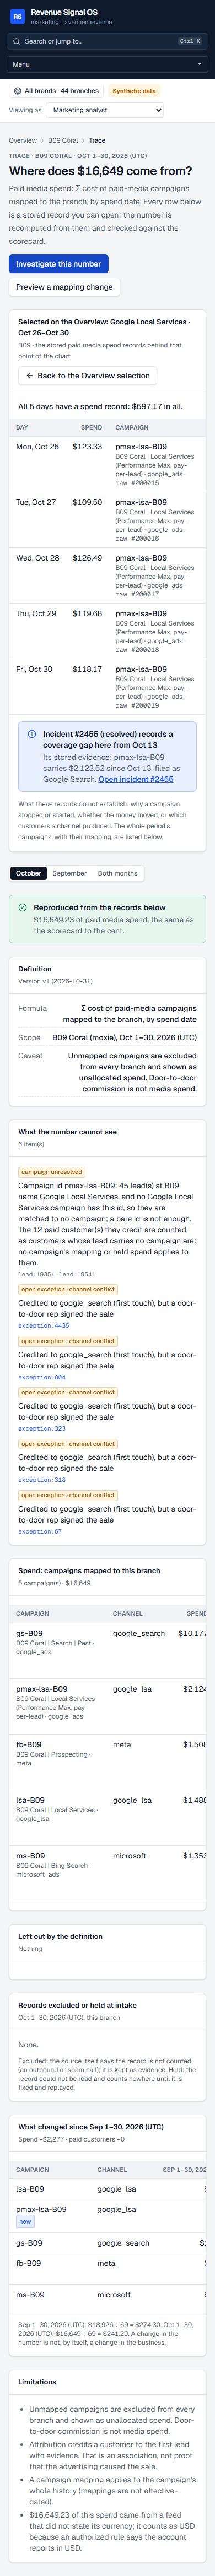 RS
Revenue Signal OS
marketing → verified revenue
Search or jump to...
Ctrl K
Menu
All brands · 44 branches
Synthetic data
Viewing as
Marketing analyst
Overview
B09 Coral
Trace
TRACE · B09 CORAL · OCT 1–30, 2026 (UTC)
Where does $16,649 come from?
Paid media spend: Σ cost of paid-media campaigns
mapped to the branch, by spend date. Every row below
is a stored record you can open; the number is
recomputed from them and checked against the
scorecard.
Investigate this number
Preview a mapping change
Selected on the Overview: Google Local Services ·
Oct 26–Oct 30
B09 · the stored paid media spend records behind that
point of the chart
← Back to the Overview selection
All 5 days have a spend record: $597.17 in all.
DAY
SPEND
CAMPAIGN
Mon, Oct 26
$123.33
pmax-lsa-B09
B09 Coral | Local Services
(Performance Max, pay-
per-lead) · google_ads ·
raw #200015
Tue, Oct 27
$109.50
pmax-lsa-B09
B09 Coral | Local Services
(Performance Max, pay-
per-lead) · google_ads ·
raw #200016
Wed, Oct 28
$126.49
pmax-lsa-B09
B09 Coral | Local Services
(Performance Max, pay-
per-lead) · google_ads ·
raw #200017
Thu, Oct 29
$119.68
pmax-lsa-B09
B09 Coral | Local Services
(Performance Max, pay-
per-lead) · google_ads ·
raw #200018
Fri, Oct 30
$118.17
pmax-lsa-B09
B09 Coral | Local Services
(Performance Max, pay-
per-lead) · google_ads ·
raw #200019
Incident #2455 (resolved) records a
coverage gap here from Oct 13
Its stored evidence: pmax-lsa-B09
carries $2,123.52 since Oct 13, filed as
Google Search. Open incident #2455
What these records do not establish: why a campaign
stopped or started, whether the money moved, or which
customers a channel produced. The whole period's
campaigns, with their mapping, are listed below.
October
September
Both months
Reproduced from the records below
$16,649.23 of paid media spend, the same as
the scorecard to the cent.
Definition
Version v1 (2026-10-31)
Formula
Σ cost of paid-media campaigns
mapped to the branch, by spend date
Scope
B09 Coral (moxie), Oct 1–30, 2026 (UTC)
Caveat
Unmapped campaigns are excluded
from every branch and shown as
unallocated spend. Door-to-door
commission is not media spend.
What the number cannot see
6 item(s)
campaign unresolved
Campaign id pmax-lsa-B09: 45 lead(s) at B09
name Google Local Services, and no Google Local
Services campaign has this id, so they are
matched to no campaign; a bare id is not enough.
The 12 paid customer(s) they credit are counted,
as customers whose lead carries no campaign are:
no campaign's mapping or held spend applies to
them.
lead:19351 lead:19541
open exception · channel conflict
Credited to google_search (first touch), but a door-
to-door rep signed the sale
exception:4435
open exception · channel conflict
Credited to google_search (first touch), but a door-
to-door rep signed the sale
exception:804
open exception · channel conflict
Credited to google_search (first touch), but a door-
to-door rep signed the sale
exception:323
open exception · channel conflict
Credited to google_search (first touch), but a door-
to-door rep signed the sale
exception:318
open exception · channel conflict
Credited to google_search (first touch), but a door-
to-door rep signed the sale
exception:67
Spend: campaigns mapped to this branch
5 campaign(s) · $16,649
CAMPAIGN
CHANNEL
SPEND
gs-B09
B09 Coral | Search | Pest ·
google_ads
google_search
$10,177
pmax-lsa-B09
B09 Coral | Local Services
(Performance Max, pay-
per-lead) · google_ads
google_lsa
$2,124
fb-B09
B09 Coral | Prospecting ·
meta
meta
$1,508
lsa-B09
B09 Coral | Local Services ·
google_lsa
google_lsa
$1,488
ms-B09
B09 Coral | Bing Search ·
microsoft_ads
microsoft
$1,353
Left out by the definition
Nothing
Records excluded or held at intake
Oct 1–30, 2026 (UTC), this branch
None.
Excluded: the source itself says the record is not counted
(an outbound or spam call); it is kept as evidence. Held: the
record could not be read and counts nowhere until it is
fixed and replayed.
What changed since Sep 1–30, 2026 (UTC)
Spend −$2,277 · paid customers +0
CAMPAIGN
CHANNEL
SEP 1–30, 202
lsa-B09
google_lsa
pmax-lsa-B09
new
google_lsa
gs-B09
google_search
fb-B09
meta
ms-B09
microsoft
Sep 1–30, 2026 (UTC): $18,926 ÷ 69 = $274.30. Oct 1–30,
2026 (UTC): $16,649 ÷ 69 = $241.29. A change in the
number is not, by itself, a change in the business.
Limitations
• Unmapped campaigns are excluded from every
branch and shown as unallocated spend. Door-
to-door commission is not media spend.
• Attribution credits a customer to the first lead
with evidence. That is an association, not proof
that the advertising caused the sale.
• A campaign mapping applies to the campaign's
whole history (mappings are not effective-
dated).
• $16,649.23 of this spend came from a feed
that did not state its currency; it counts as USD
because an authorized rule says the account
reports in USD.